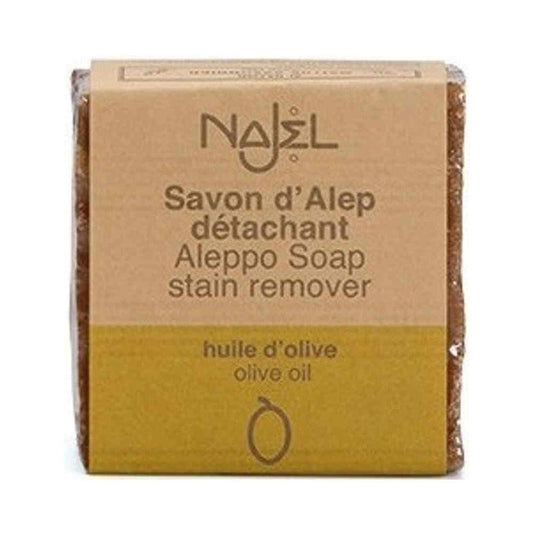 NAJEL
Savon d'Alep
détachant
Aleppo Soap
stain remover
huile d'olive
olive oil